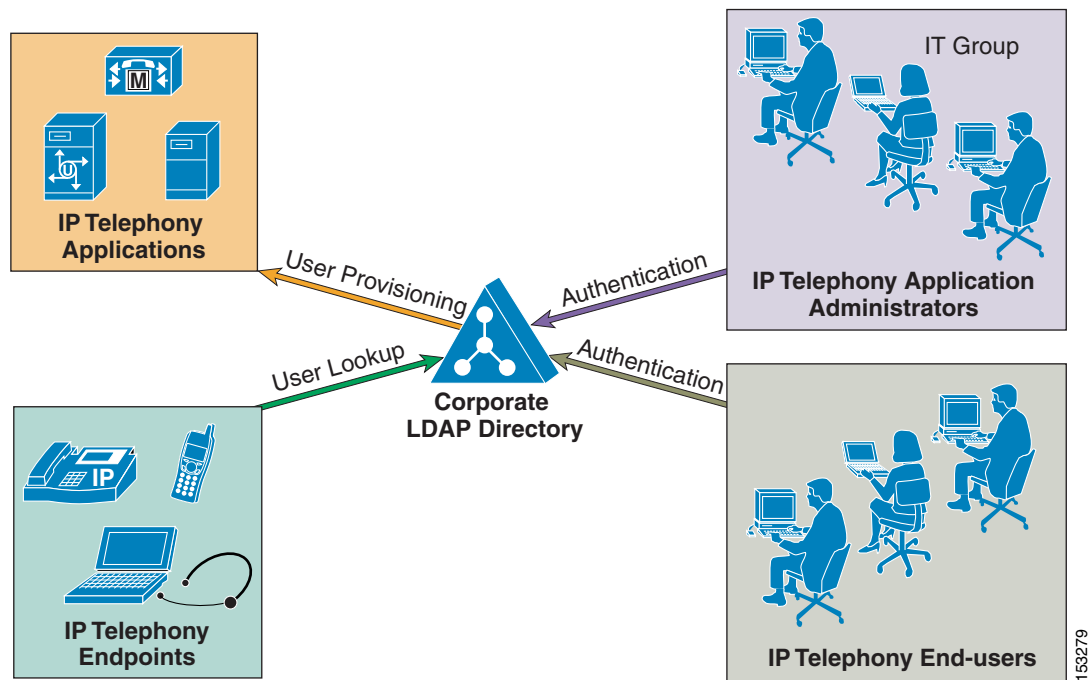 M
U
IP Telephony
Applications
IT Group
IP Telephony Application
Administrators
User Provisioning
Authentication
User Lookup
Authentication
Corporate
LDAP Directory
IP
IP Telephony
Endpoints
IP Telephony End-users
153279